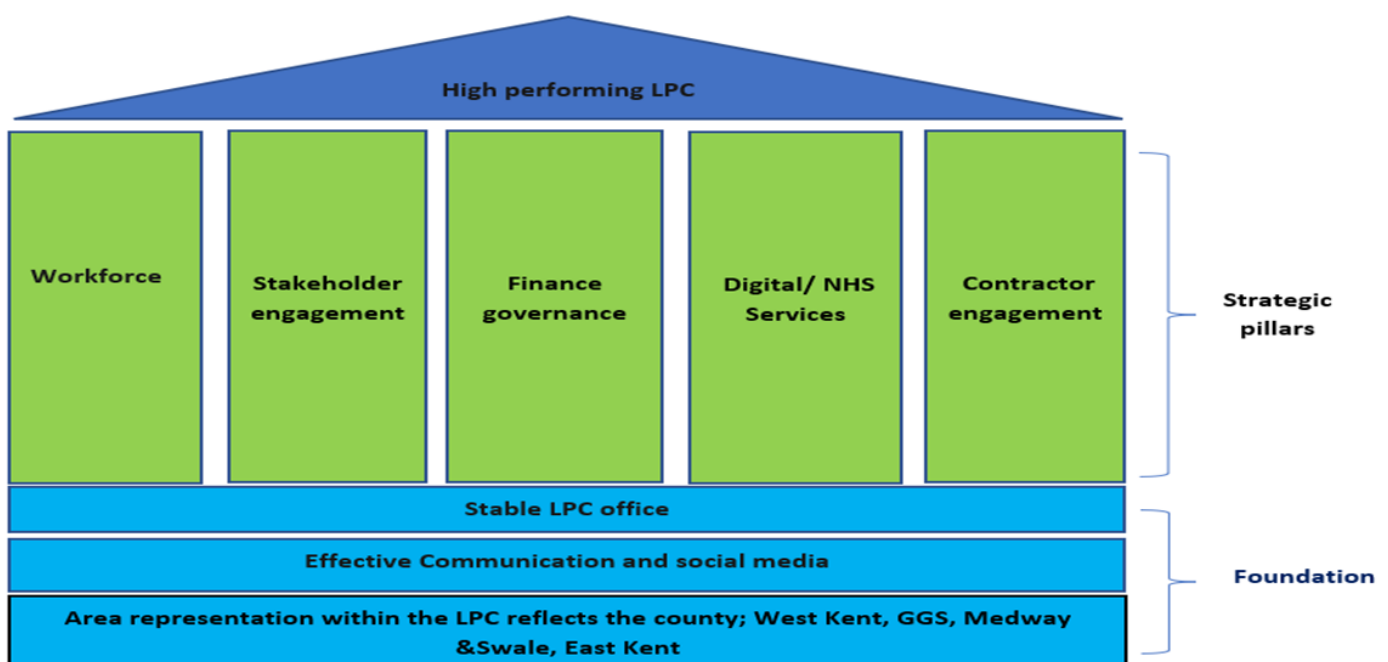 High performing LPC
Workforce
Stakeholder
engagement
Finance
governance
Digital/ NHS
Services
Contractor
engagement
Strategic
pillars
Stable LPC office
Effective Communication and social media
Foundation
Area representation within the LPC reflects the county; West Kent, GGS, Medway
&Swale, East Kent